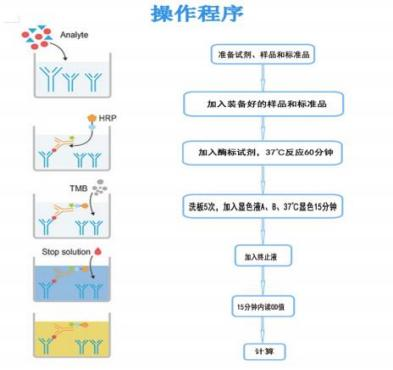 操作程序
Analyte
HRP
TMB
Stop solution
准备试剂、样品和标准品
加入装备好的样品和标准品
加入酶标试剂，37℃反应60分钟
洗板5次，加入显色液A、B、37℃显色15分钟
加入终止液
15分钟内读OD值
计算